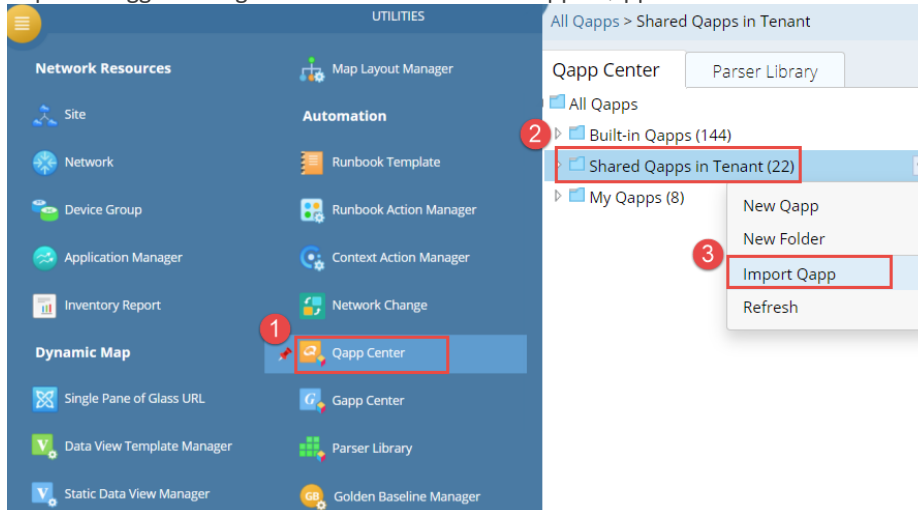 UTILITIES
Network Resources
Site
Network
Device Group
Application Manager
Inventory Report
Dynamic Map
Single Pane of Glass URL
Data View Template Manager
Static Data View Manager
Map Layout Manager
Automation
Runbook Template
Runbook Action Manager
Context Action Manager
Network Change
1
Qapp Center
Gapp Center
Parser Library
GB
Golden Baseline Manager
All Qapps > Shared Qapps in Tenant
Qapp Center
Parser Library
All Qapps
2
Built-in Qapps (144)
Shared Qapps in Tenant (22)
My Qapps (8)
New Qapp
New Folder
3
Import Qapp
Refresh